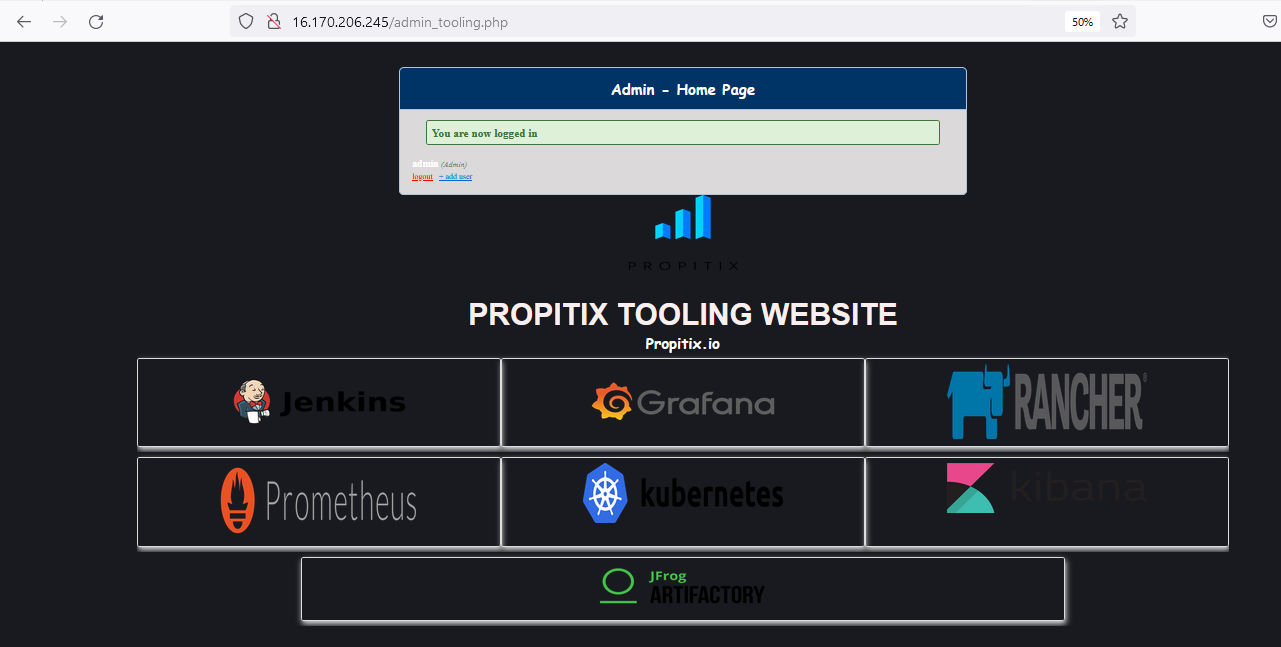 16.170.206.245/admin_tooling.php
50%
Admin - Home Page
You are now logged in
admin (Admin)
logout + add user
PROPITIX
PROPITIX TOOLING WEBSITE
Propitix.io
Jenkins
Grafana
RANCHER®
Prometheus
kubernetes
kibana
JFrog
ARTIFACTORY